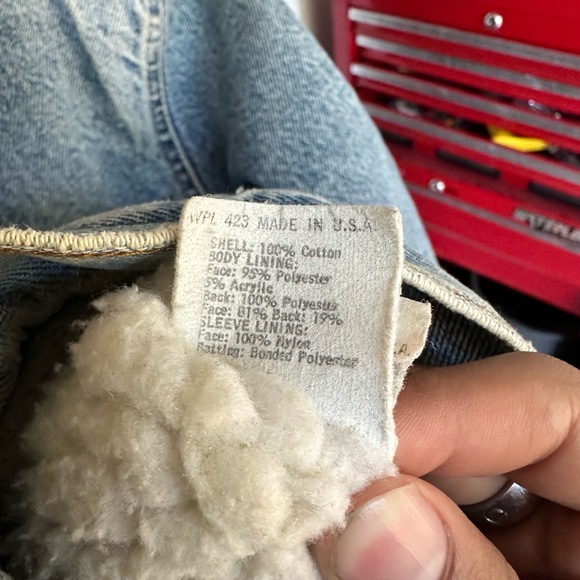 WPL 423 MADE IN U.S.A.
SHELL: 100% Cotton
BODY LINING:
Face: 95% Polyester
5% Acrylic
Back: 100% Polyester
Face: 81% Back: 19%
SLEEVE LINING:
Face: 100% Nylon
Batting: Bonded Polyester